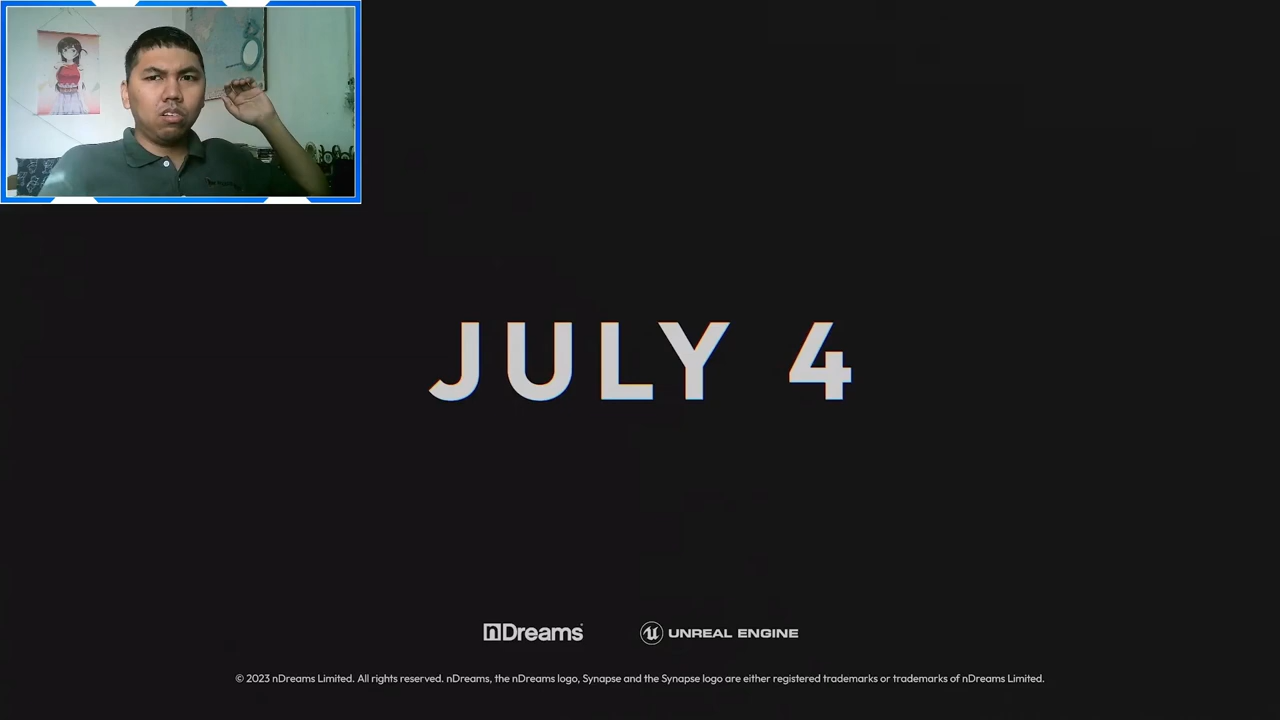 JULY 4
nDreams
UNREAL ENGINE
© 2023 nDreams Limited. All rights reserved. nDreams, the nDreams logo, Synapse and the Synapse logo are either registered trademarks or trademarks of nDreams Limited.